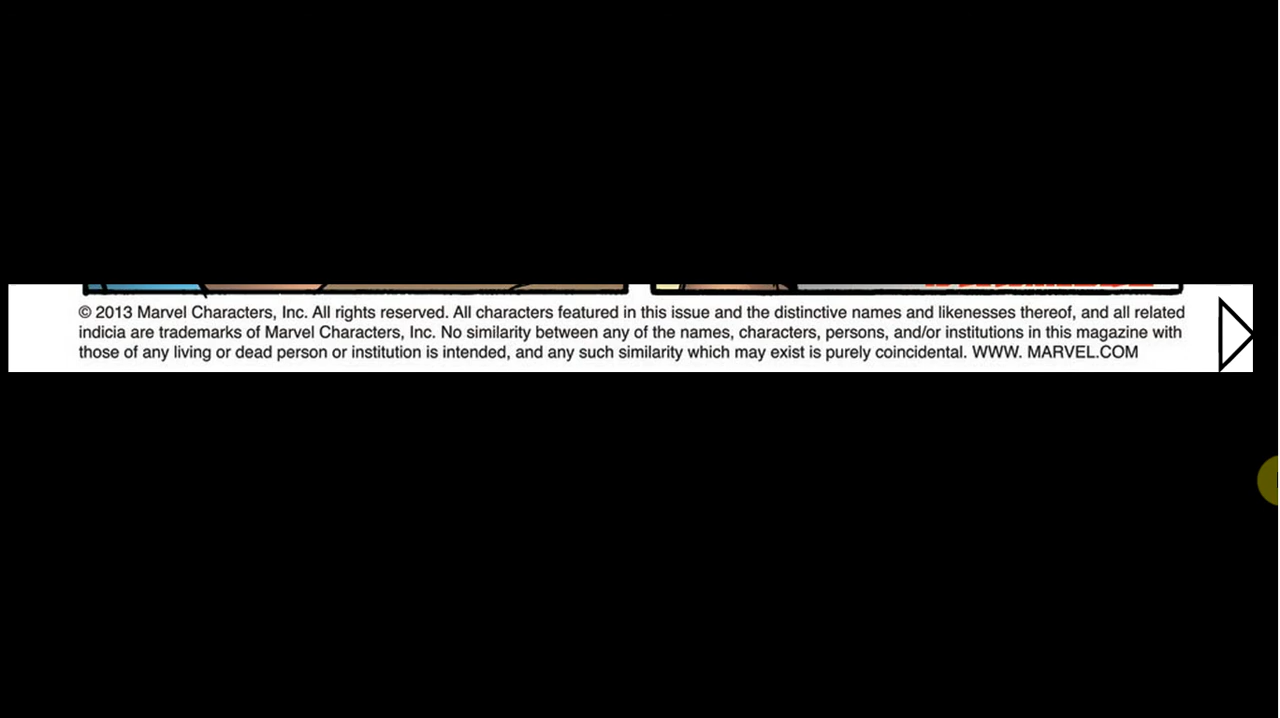 © 2013 Marvel Characters, Inc. All rights reserved. All characters featured in this issue and the distinctive names and likenesses thereof, and all related
indicia are trademarks of Marvel Characters, Inc. No similarity between any of the names, characters, persons, and/or institutions in this magazine with
those of any living or dead person or institution is intended, and any such similarity which may exist is purely coincidental. WWW. MARVEL.COM